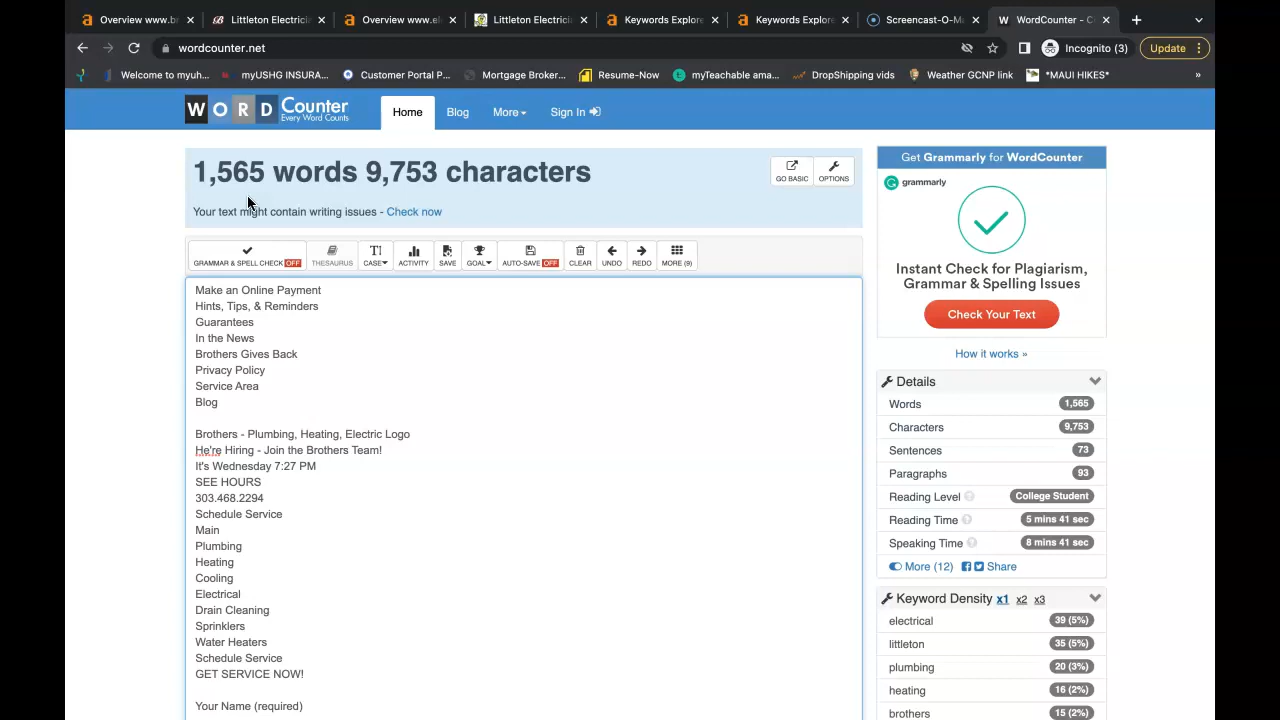 Overview www.br
Littleton Electrici
Overview www.el
Littleton Electrici
Keywords Explore
Keywords Explore
Screencast-O-Ma
WordCounter - C
wordcounter.net
Incognito (3)
Update
Welcome to myuh...
myUSHG INSURA...
Customer Portal P...
Mortgage Broker...
Resume-Now
myTeachable ama...
DropShipping vids
Weather GCNP link
*MAUI HIKES*
»
WORD Counter
Every Word Counts
Home
Blog
More
Sign In
1,565 words 9,753 characters
GO BASIC
OPTIONS
Your text might contain writing issues - Check now
GRAMMAR & SPELL CHECK OFF
THESAURUS
CASE
ACTIVITY
SAVE
GOAL
AUTO-SAVE OFF
CLEAR
UNDO
REDO
MORE (9)
Make an Online Payment
Hints, Tips, & Reminders
Guarantees
In the News
Brothers Gives Back
Privacy Policy
Service Area
Blog
Brothers - Plumbing, Heating, Electric Logo
He're Hiring - Join the Brothers Team!
It's Wednesday 7:27 PM
SEE HOURS
303.468.2294
Schedule Service
Main
Plumbing
Heating
Cooling
Electrical
Drain Cleaning
Sprinklers
Water Heaters
Schedule Service
GET SERVICE NOW!
Your Name (required)
Get Grammarly for WordCounter
grammarly
Instant Check for Plagiarism,
Grammar & Spelling Issues
Check Your Text
How it works »
Details
Words 1,565
Characters 9,753
Sentences 73
Paragraphs 93
Reading Level College Student
Reading Time 5 mins 41 sec
Speaking Time 8 mins 41 sec
More (12) Share
Keyword Density x1 x2 x3
electrical 39 (5%)
littleton 35 (5%)
plumbing 20 (3%)
heating 16 (2%)
brothers 15 (2%)